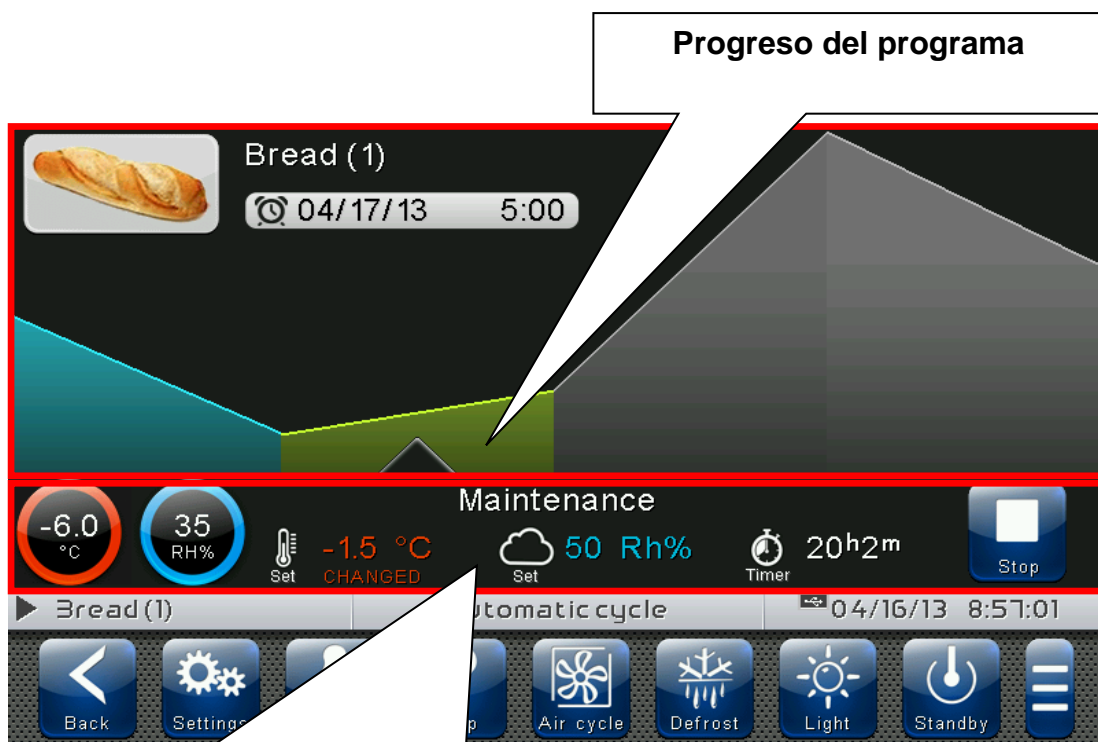 Progreso del programa
Bread (1)
04/17/13 5:00
Maintenance
-6.0
°C
35
RH%
Set
-1.5 °C
CHANGED
Set
50 Rh%
Timer
20h2m
Stop
Bread (1)
cycle
04/16/13 8:57:01
Back
Settings
Air cycle
Defrost
Light
Standby